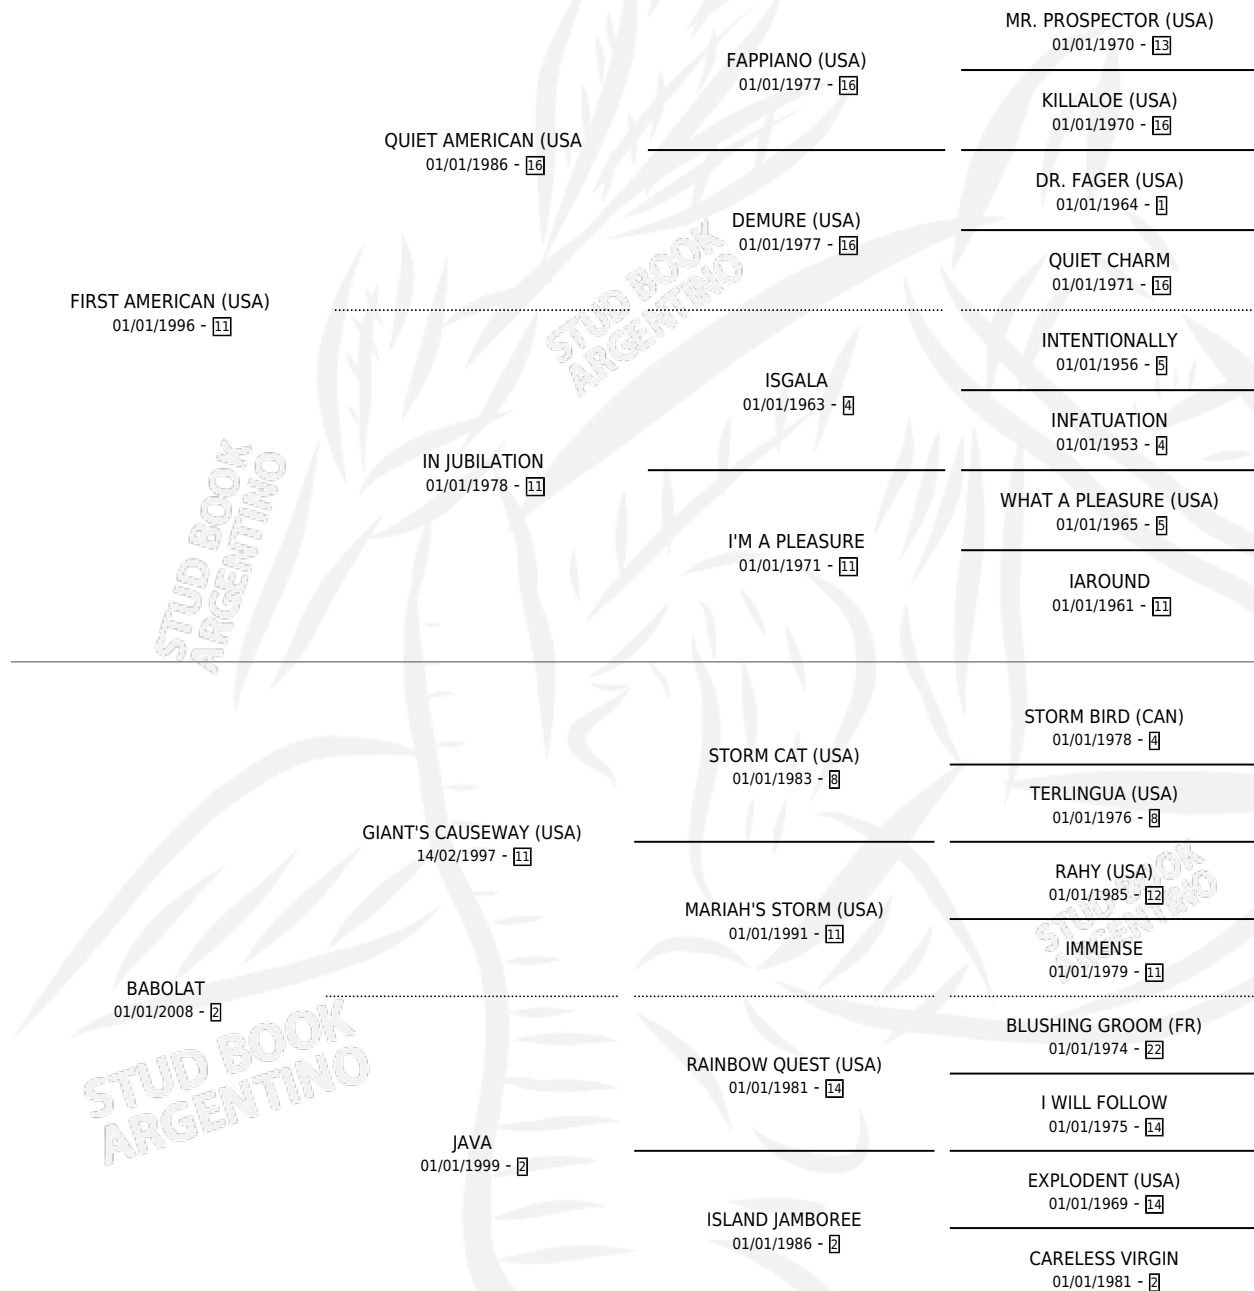 MR. PROSPECTOR (USA)
01/01/1970 - 13
FAPPIANO (USA)
01/01/1977 - 16
KILLALOE (USA)
01/01/1970 - 16
QUIET AMERICAN (USA
01/01/1986 - 16
DR. FAGER (USA)
01/01/1964 - 1
DEMURE (USA)
01/01/1977 - 16
QUIET CHARM
01/01/1971 - 16
FIRST AMERICAN (USA)
01/01/1996 - 11
INTENTIONALLY
01/01/1956 - 5
ISGALA
01/01/1963 - 4
INFATUATION
01/01/1953 - 4
IN JUBILATION
01/01/1978 - 11
WHAT A PLEASURE (USA)
01/01/1965 - 5
I'M A PLEASURE
01/01/1971 - 11
IAROUND
01/01/1961 - 11
STORM BIRD (CAN)
01/01/1978 - 4
STORM CAT (USA)
01/01/1983 - 8
TERLINGUA (USA)
01/01/1976 - 8
GIANT'S CAUSEWAY (USA)
14/02/1997 - 11
RAHY (USA)
01/01/1985 - 12
MARIAH'S STORM (USA)
01/01/1991 - 11
IMMENSE
01/01/1979 - 11
BABOLAT
01/01/2008 - 2
BLUSHING GROOM (FR)
01/01/1974 - 22
RAINBOW QUEST (USA)
01/01/1981 - 14
I WILL FOLLOW
01/01/1975 - 14
JAVA
01/01/1999 - 2
EXPLODENT (USA)
01/01/1969 - 14
ISLAND JAMBOREE
01/01/1986 - 2
CARELESS VIRGIN
01/01/1981 - 2
STUD BOOK
ARGENTINO
STUD BOOK
ARGENTINO
STUD BOOK
ARGENTINO
STUD BOOK
ARGENTINO